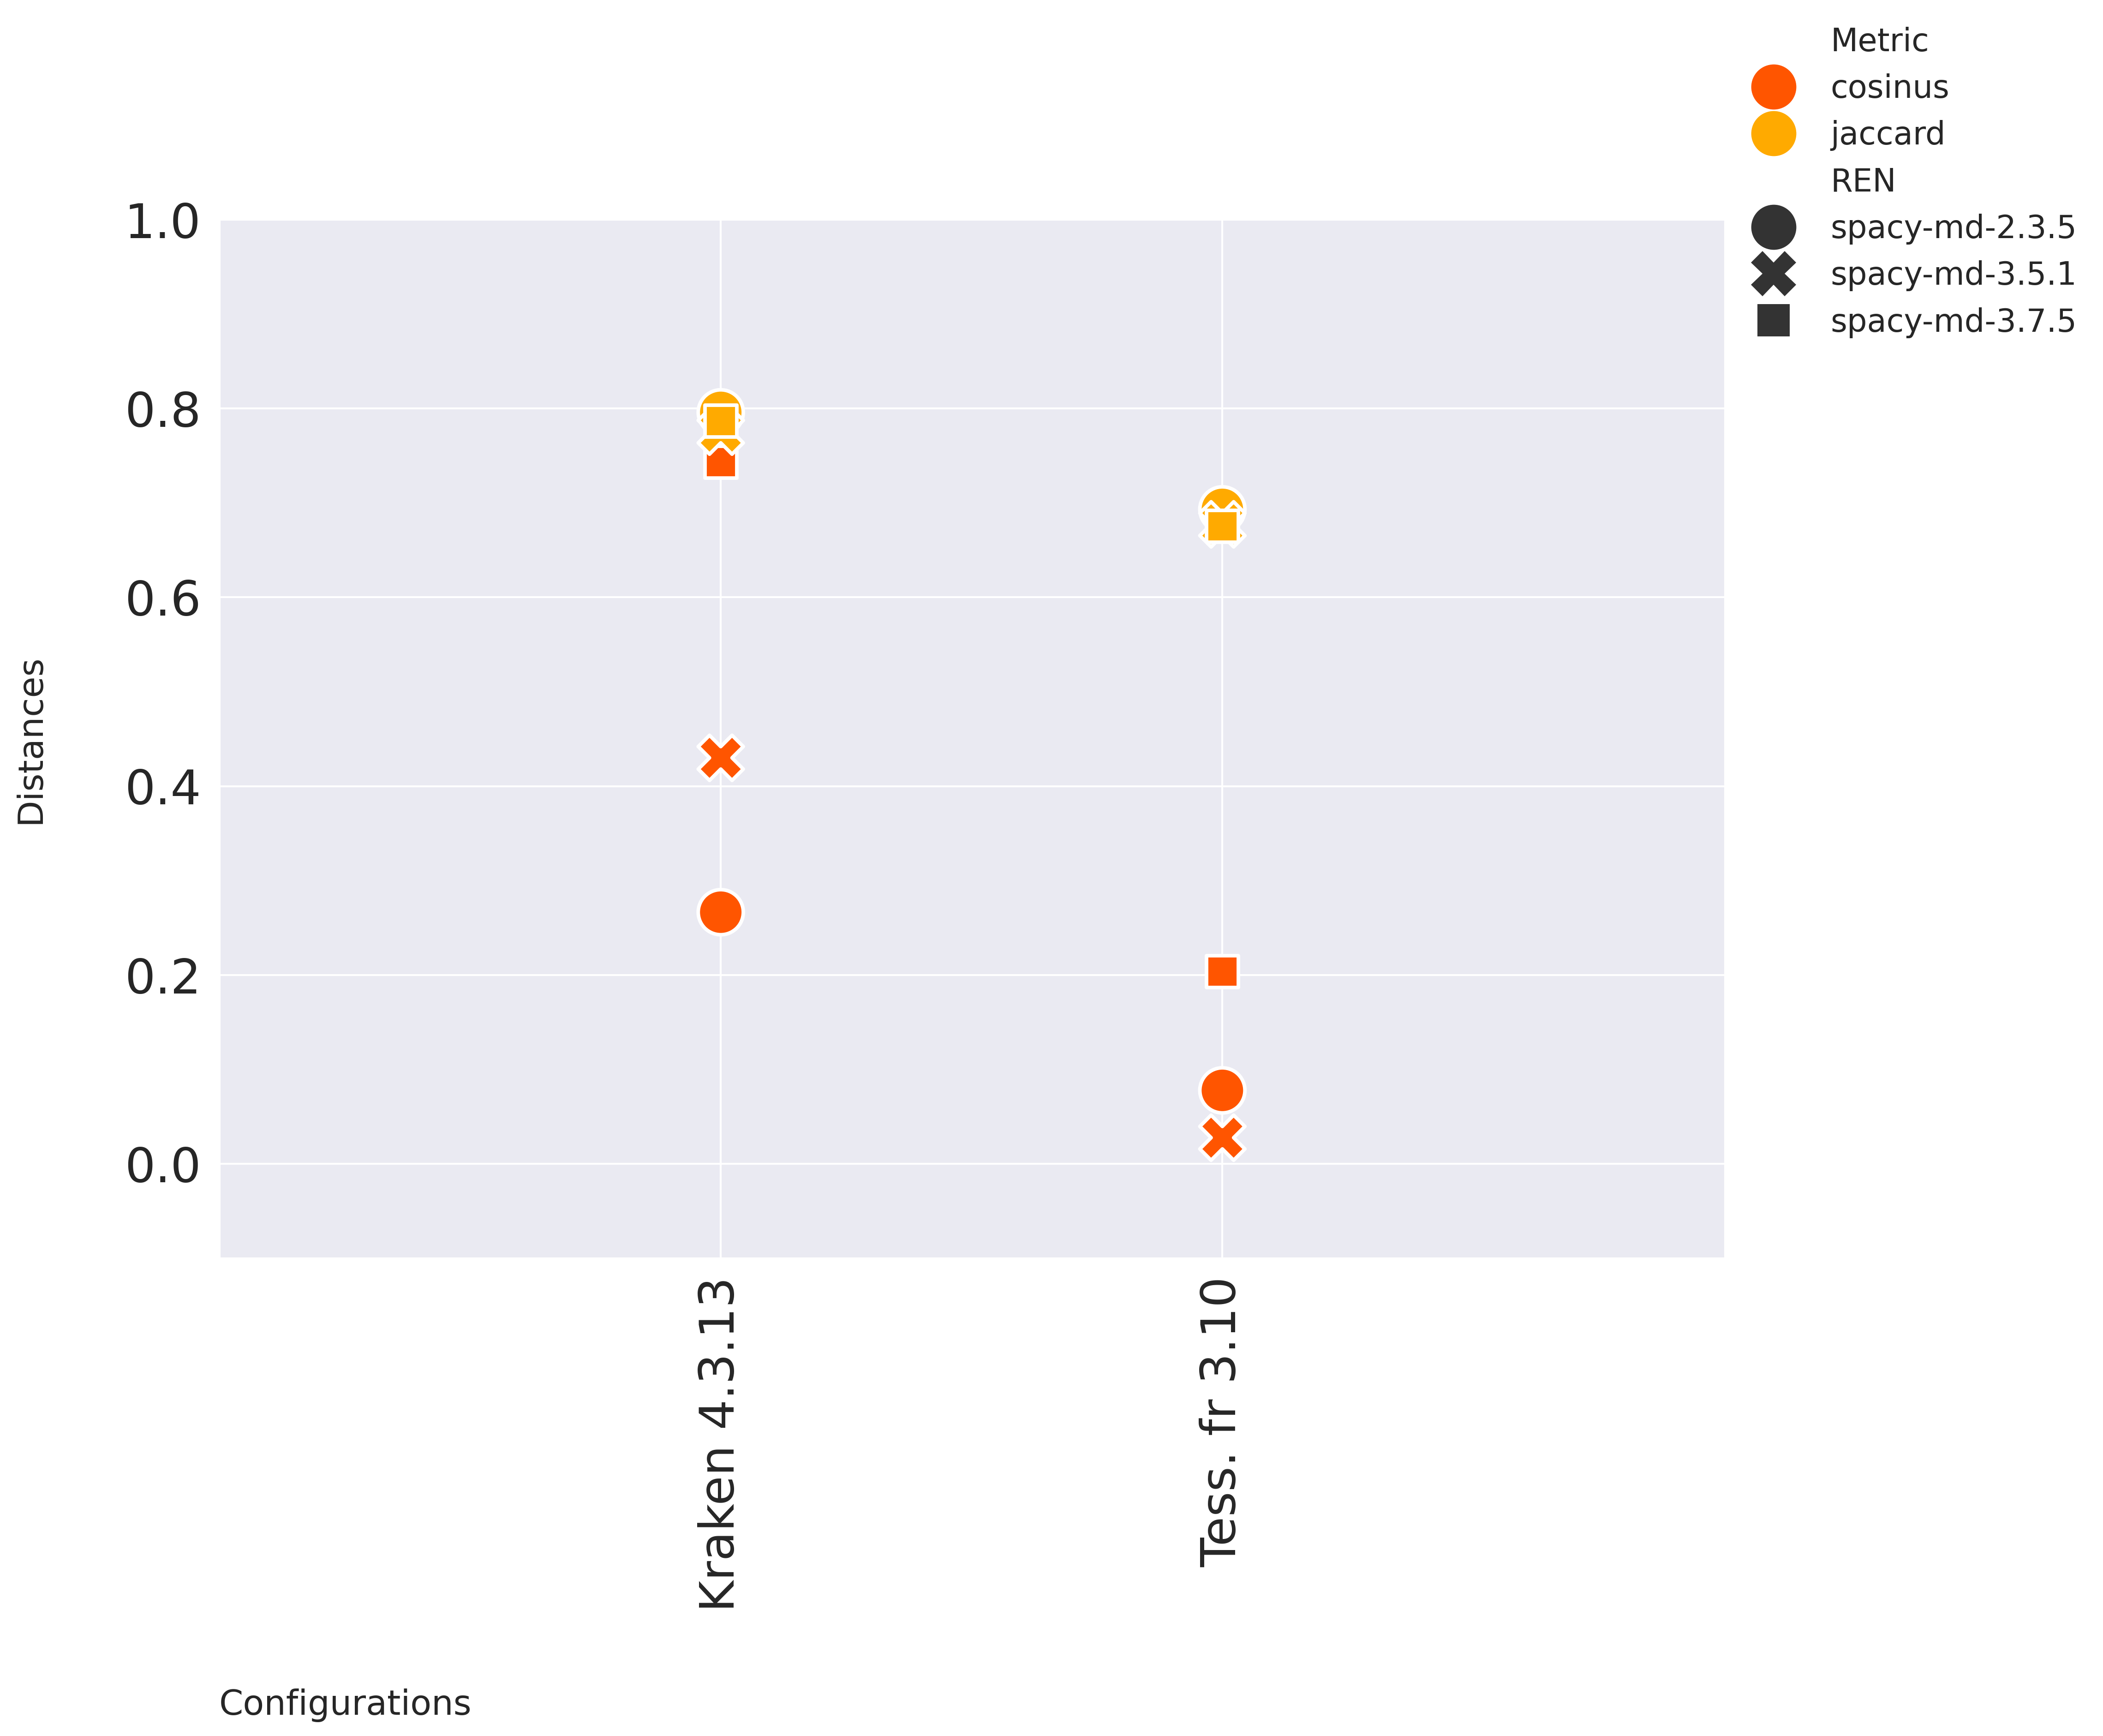 Metric
cosinus
jaccard
REN
spacy-md-2.3.5
spacy-md-3.5.1
spacy-md-3.7.5
1.0
0.8
0.6
0.4
0.2
0.0
Distances
Kraken 4.3.13
Tess. fr 3.10
Configurations